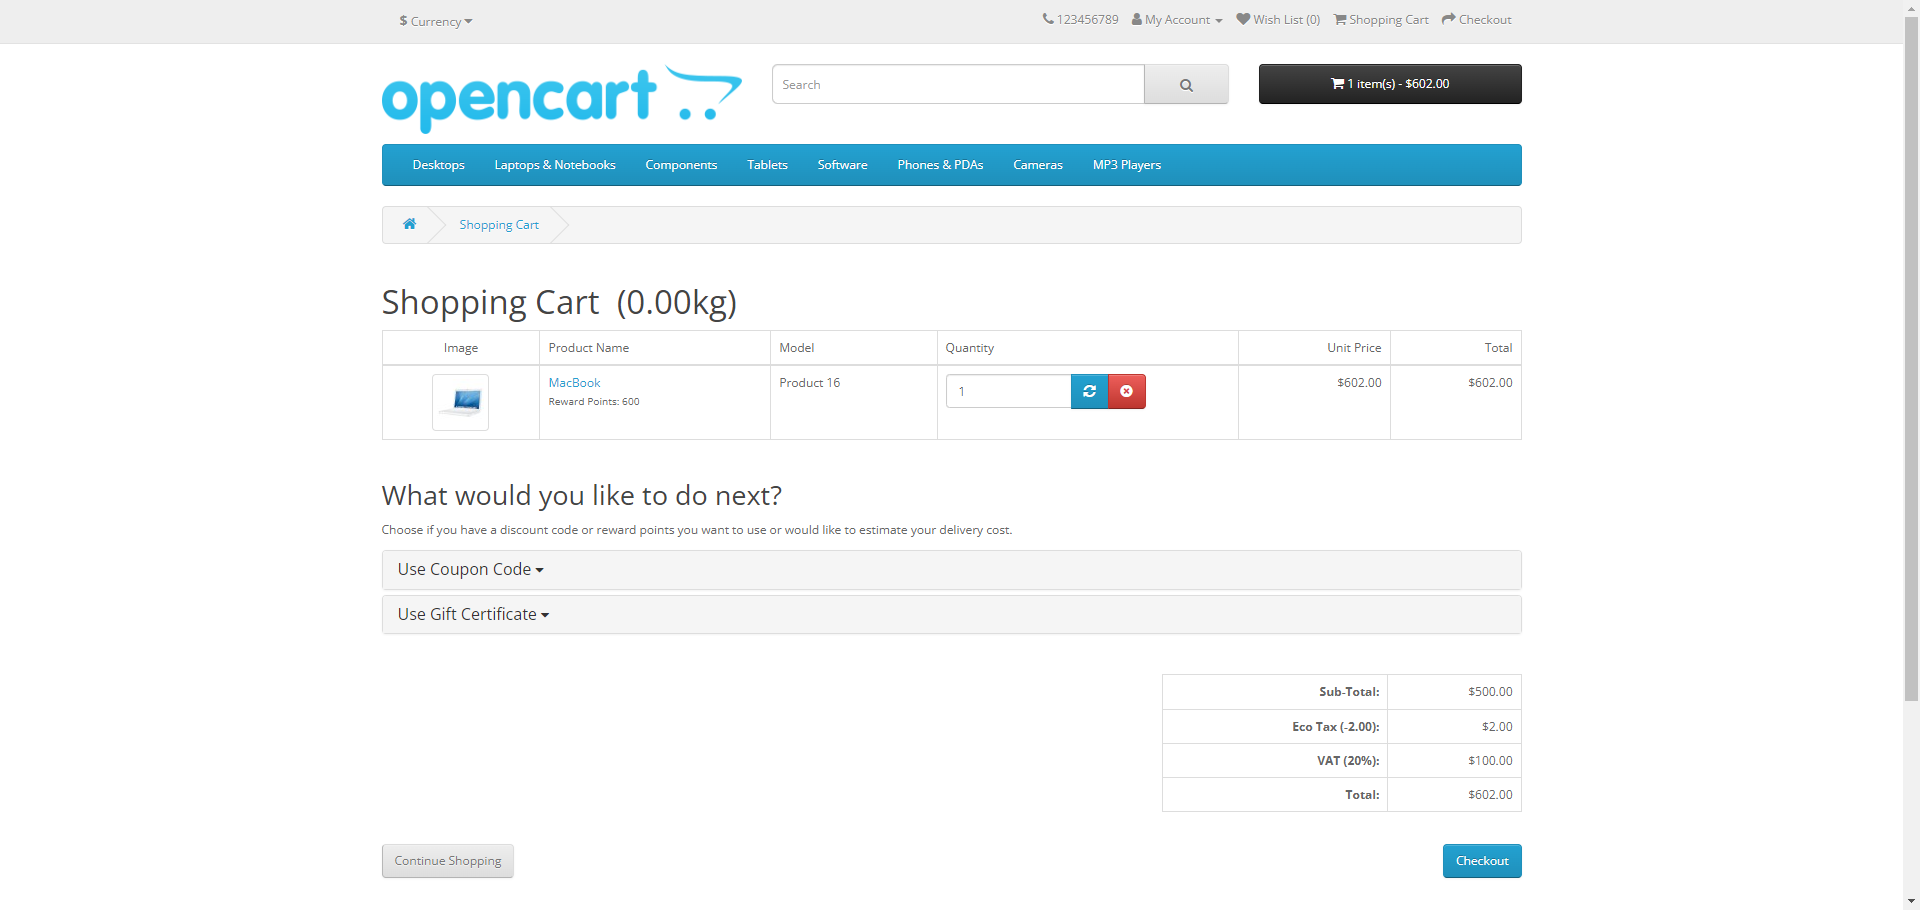 $ Currency
123456789 My Account Wish List (0) Shopping Cart Checkout
opencart
Search
1 item(s) - $602.00
Desktops Laptops & Notebooks Components Tablets Software Phones & PDAs Cameras MP3 Players
Shopping Cart
Shopping Cart (0.00kg)
Image Product Name Model Quantity Unit Price Total
MacBook Product 16 1 $602.00 $602.00
Reward Points: 600
What would you like to do next?
Choose if you have a discount code or reward points you want to use or would like to estimate your delivery cost.
Use Coupon Code
Use Gift Certificate
Sub-Total: $500.00
Eco Tax (-2.00): $2.00
VAT (20%): $100.00
Total: $602.00
Continue Shopping Checkout